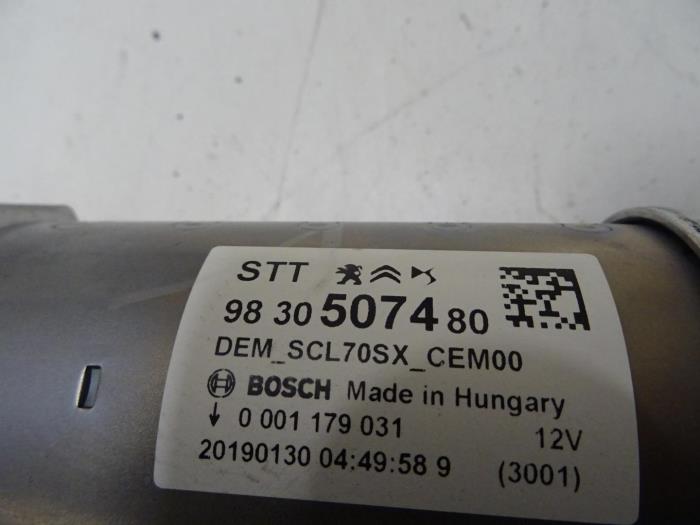 STT
98 30 5074 80
DEM_SCL70SX_CEM00
BOSCH Made in Hungary
0 001 179 031 12V
20190130 04:49:58 9 (3001)